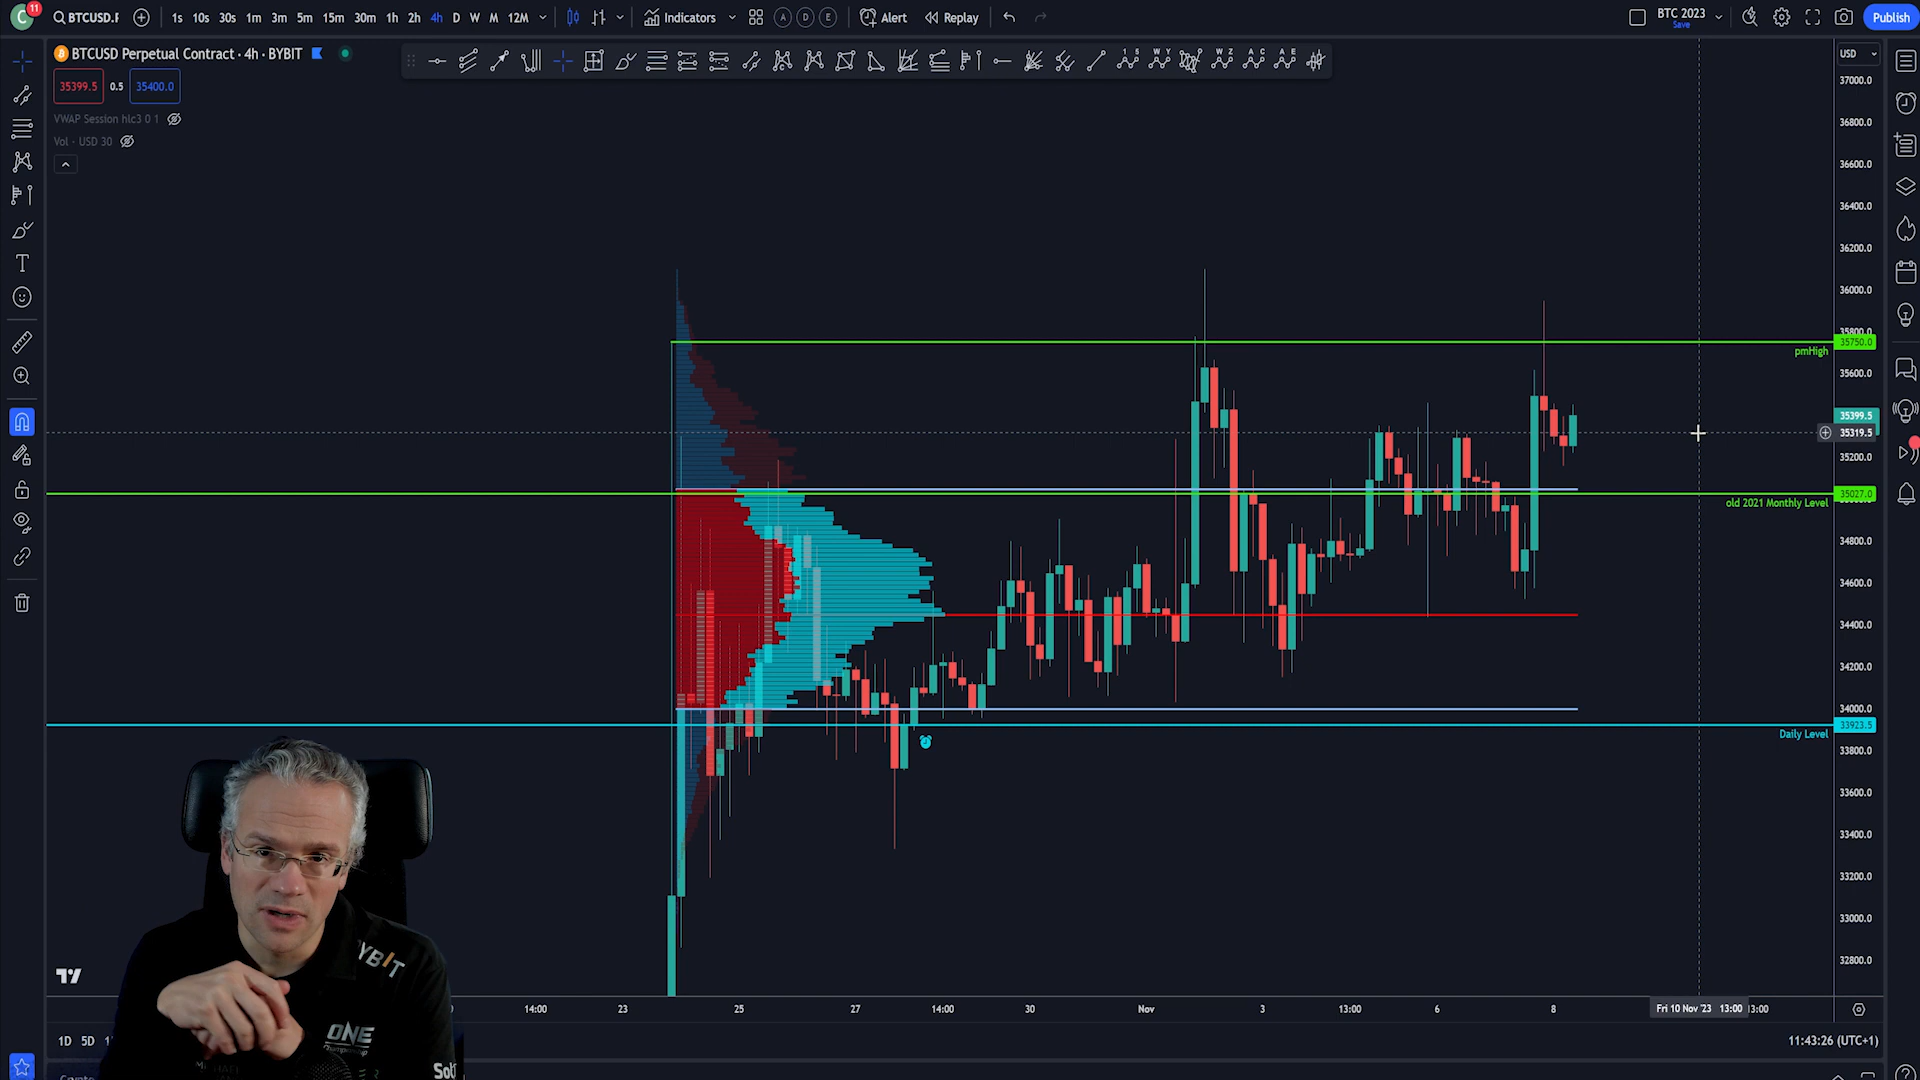 C 11 BTCUSD.F 1s 10s 30s 1m 3m 5m 15m 30m 1h 2h 4h D W M 12M Indicators A D E Alert Replay BTC 2023 Save Publish
BTCUSD Perpetual Contract · 4h · BYBIT
USD
35399.5 0.5 35400.0
VWAP Session hlc3 0 1
Vol · USD 30
37000.0
36800.0
36600.0
36400.0
36200.0
36000.0
35800.0
35750.0
pmHigh
35600.0
35399.5
35319.5
35200.0
35027.0
old 2021 Monthly Level
34800.0
34600.0
34400.0
34200.0
34000.0
33923.5
Daily Level
33800.0
33600.0
33400.0
33200.0
33000.0
32800.0
14:00 23 25 27 14:00 30 Nov 3 13:00 6 8 Fri 10 Nov '23 13:00 13:00
1D 5D
11:43:26 (UTC+1)
BYBIT
ONE